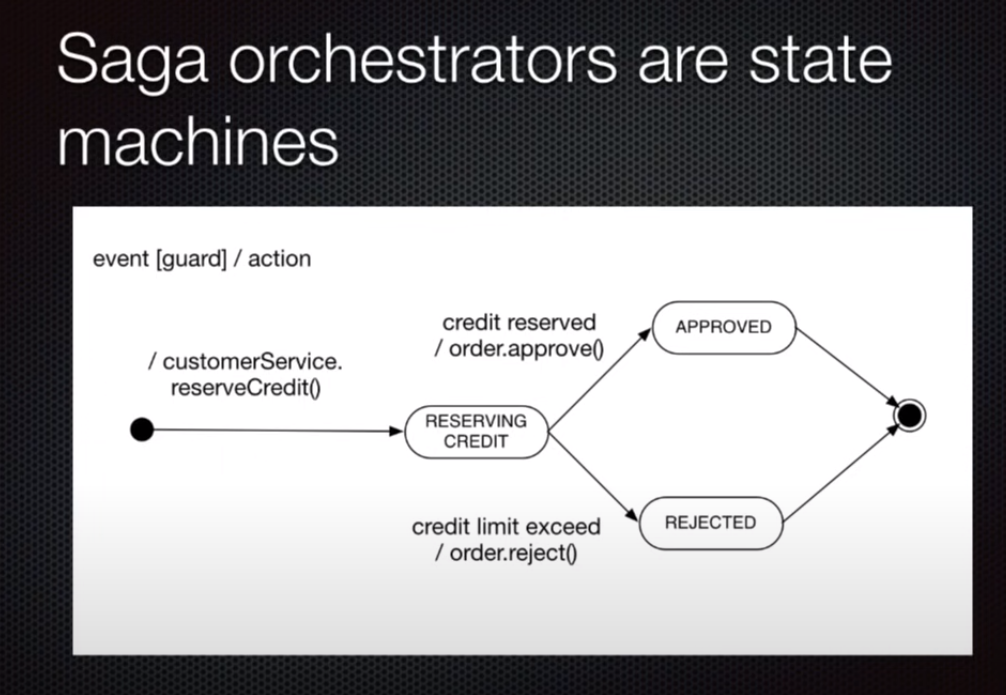 Saga orchestrators are state
machines
event [guard] / action
credit reserved
/ order.approve()
APPROVED
/ customerService.
reserveCredit()
RESERVING
CREDIT
credit limit exceed
/ order.reject()
REJECTED